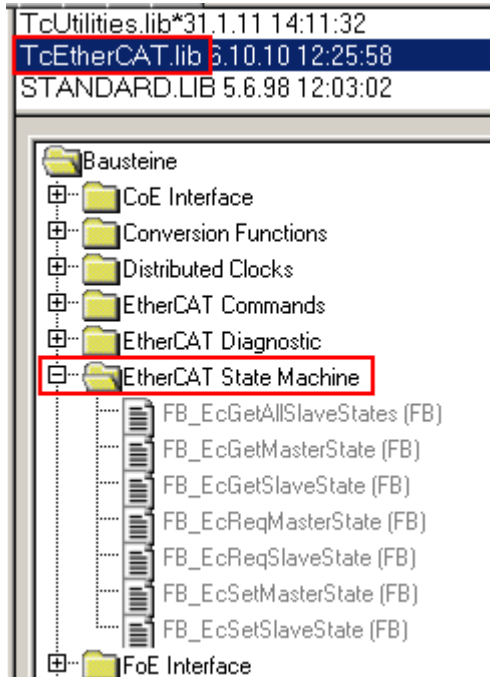 TcUtilities.lib*31.1.11 14:11:32
TcEtherCAT.lib 6.10.10 12:25:58
STANDARD.LIB 5.6.98 12:03:02
Bausteine
CoE Interface
Conversion Functions
Distributed Clocks
EtherCAT Commands
EtherCAT Diagnostic
EtherCAT State Machine
FB_EcGetAllSlaveStates (FB)
FB_EcGetMasterState (FB)
FB_EcGetSlaveState (FB)
FB_EcReqMasterState (FB)
FB_EcReqSlaveState (FB)
FB_EcSetMasterState (FB)
FB_EcSetSlaveState (FB)
FoE Interface